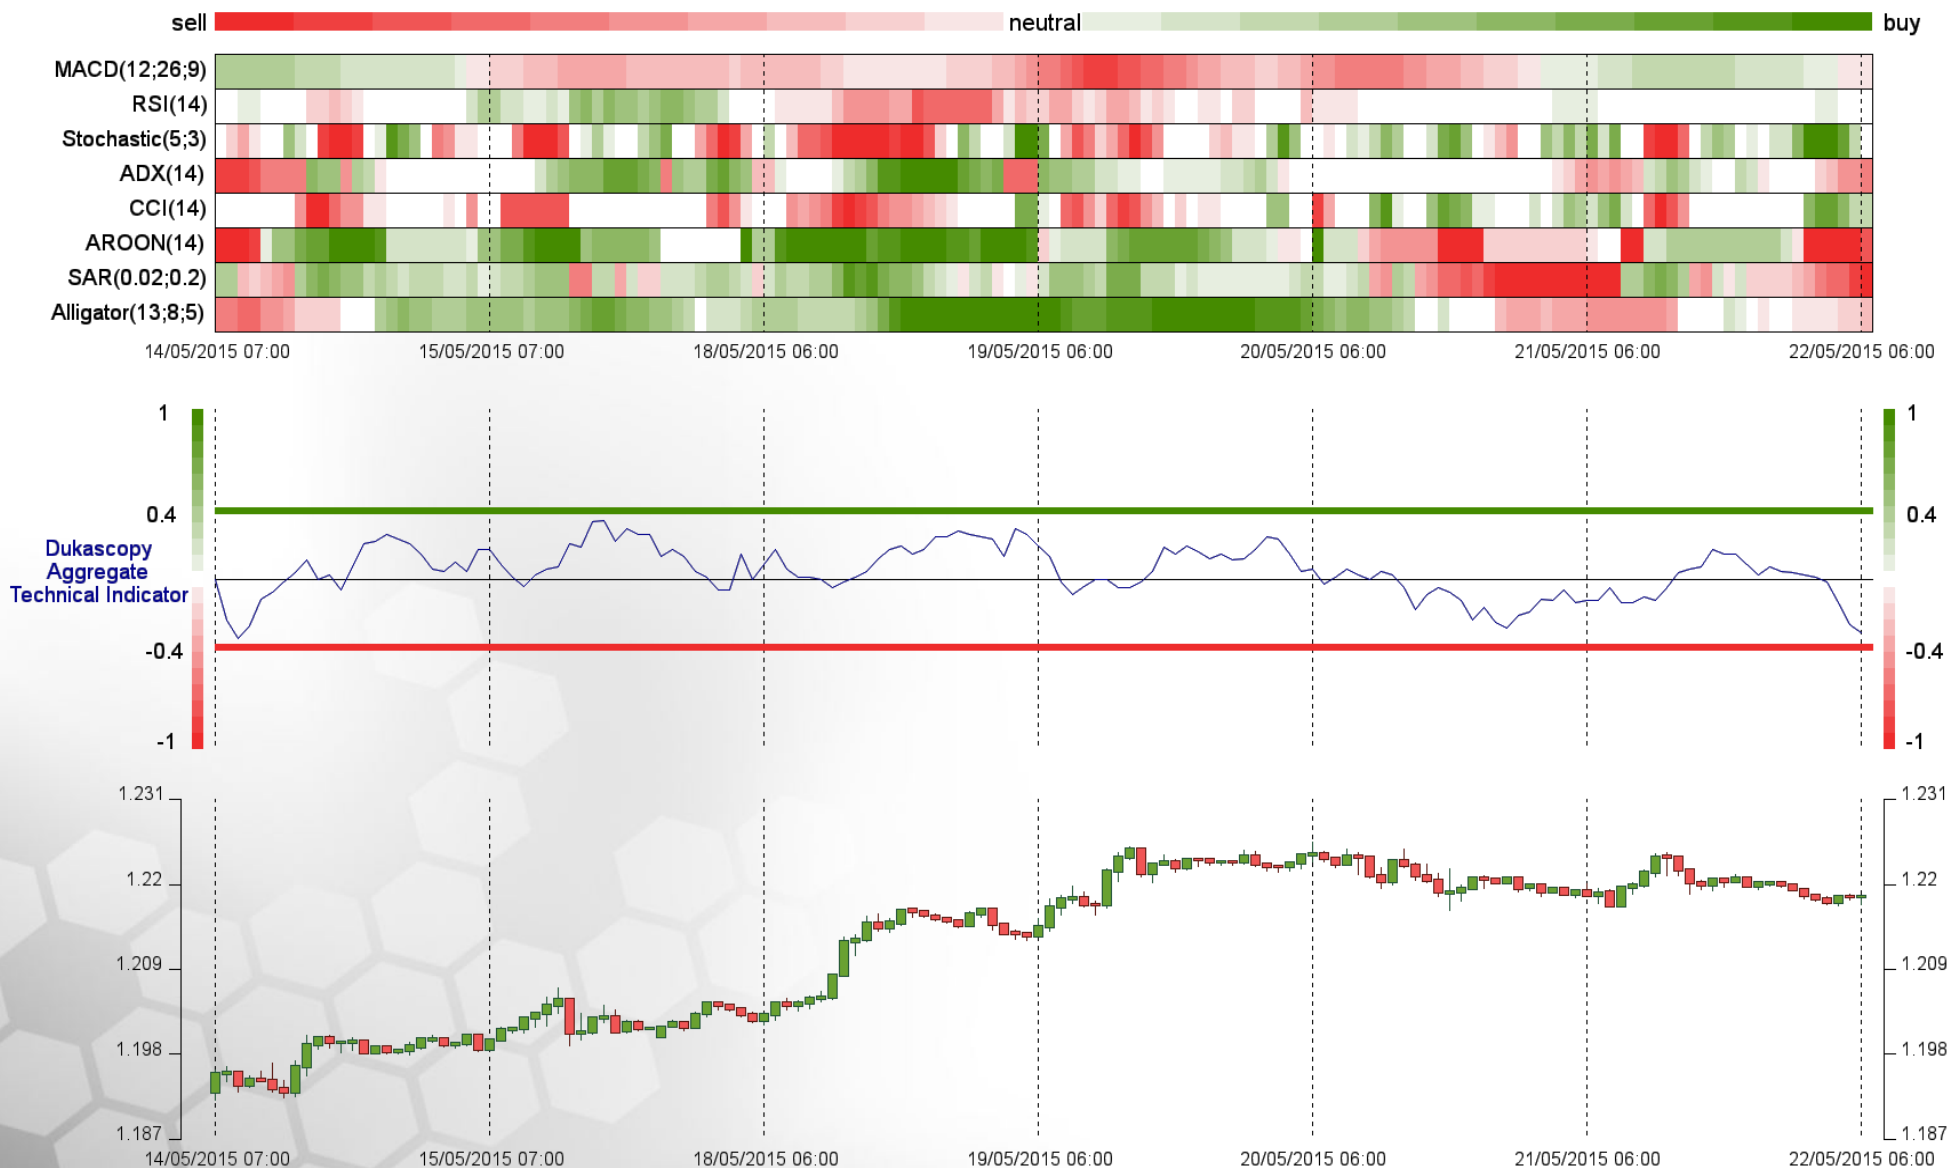 sell neutral buy
MACD(12;26;9)
RSI(14)
Stochastic(5;3)
ADX(14)
CCI(14)
AROON(14)
SAR(0.02;0.2)
Alligator(13;8;5)
14/05/2015 07:00 15/05/2015 07:00 18/05/2015 06:00 19/05/2015 06:00 20/05/2015 06:00 21/05/2015 06:00 22/05/2015 06:00
1 1
0.4 0.4
Dukascopy
Aggregate
Technical Indicator
-0.4 -0.4
-1 -1
1.231 1.231
1.22 1.22
1.209 1.209
1.198 1.198
1.187 1.187
14/05/2015 07:00 15/05/2015 07:00 18/05/2015 06:00 19/05/2015 06:00 20/05/2015 06:00 21/05/2015 06:00 22/05/2015 06:00